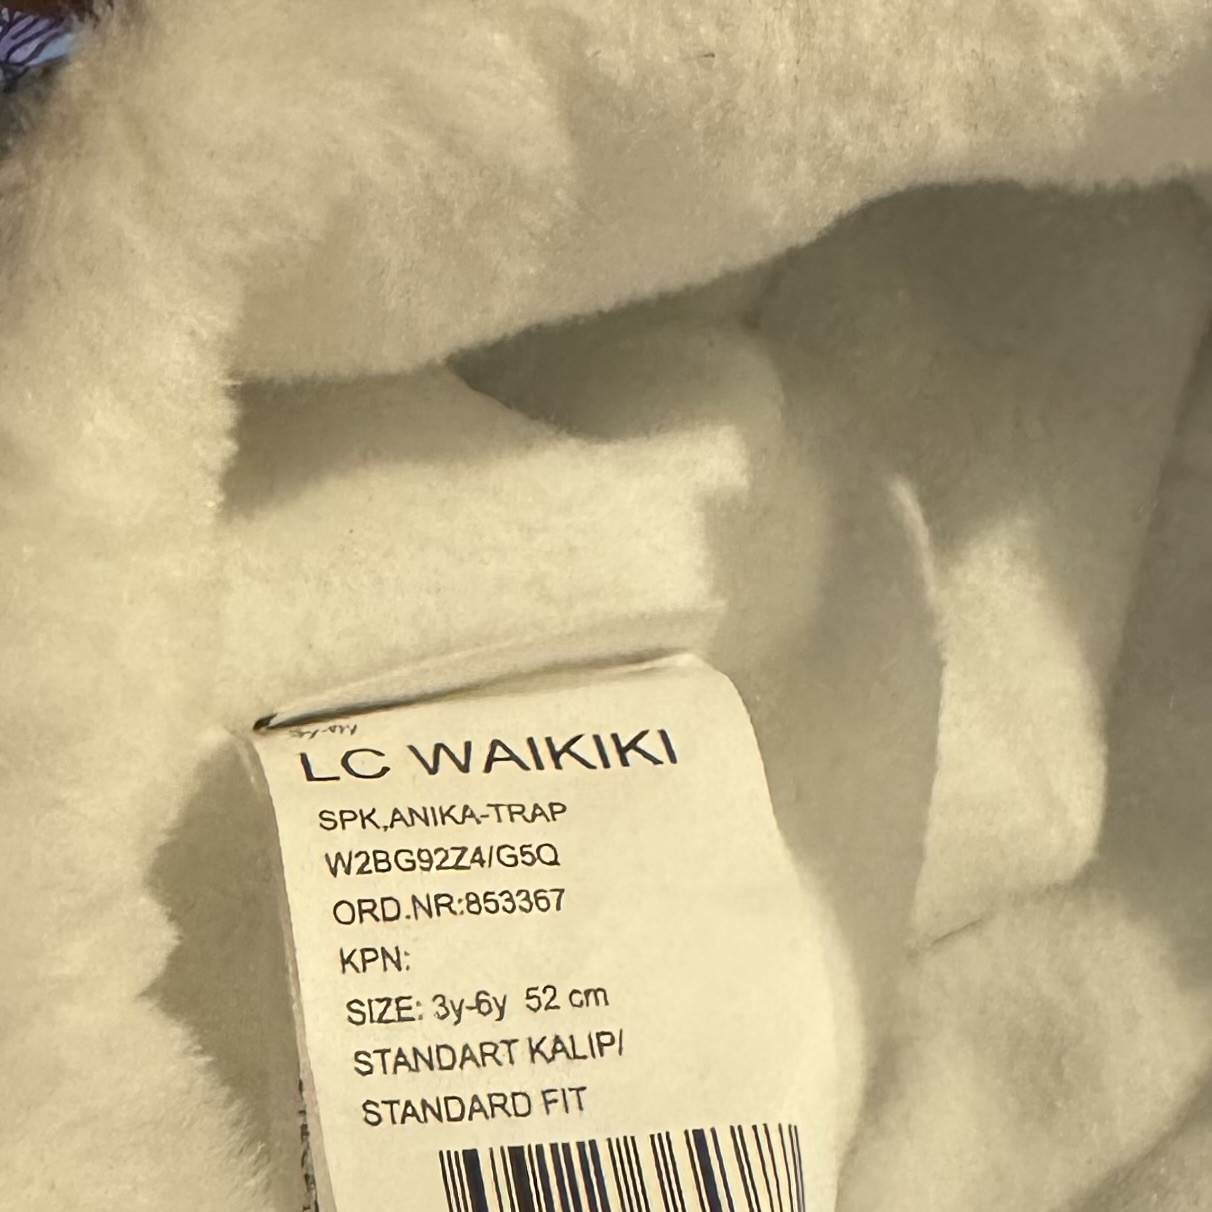 LC WAIKIKI
SPK,ANIKA-TRAP
W2BG92Z4/G5Q
ORD.NR:853367
KPN:
SIZE: 3y-6y 52 cm
STANDART KALIP/
STANDARD FIT